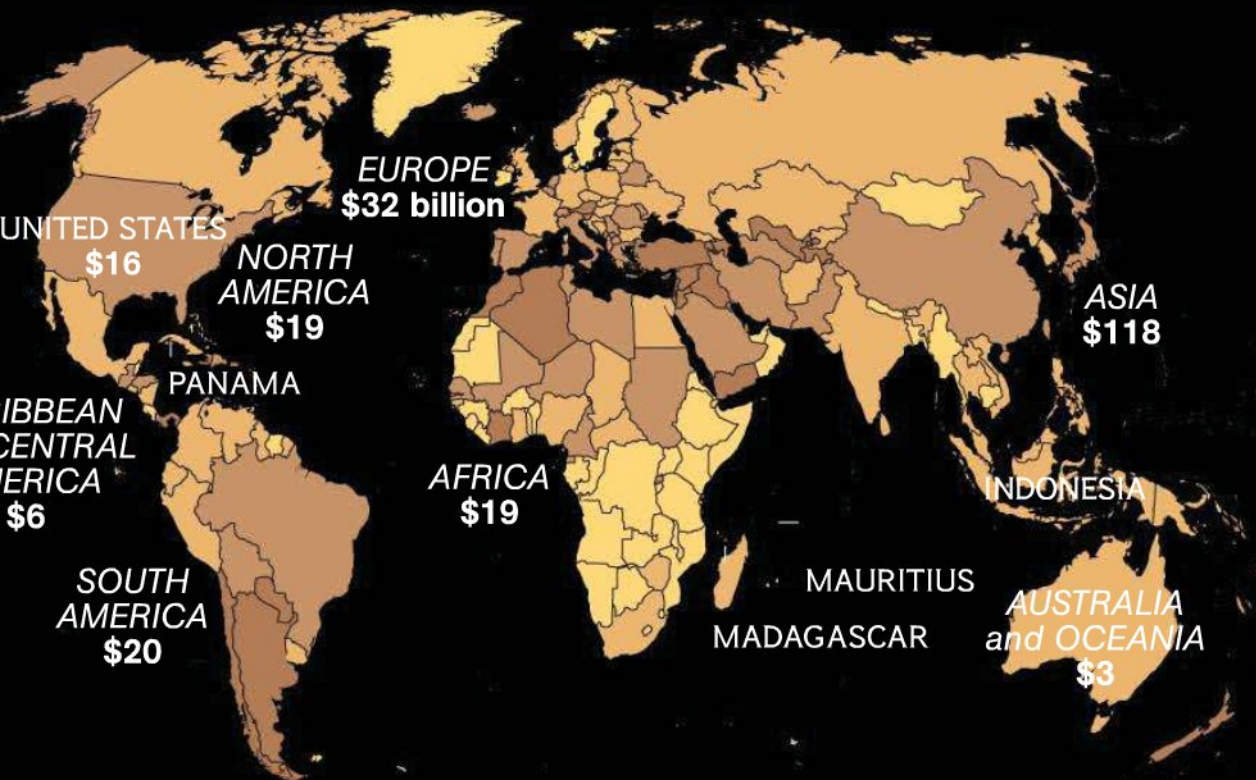 EUROPE
$32 billion
UNITED STATES
$16
NORTH
AMERICA
$19
ASIA
$118
PANAMA
IBBEAN
CENTRAL
ERICA
$6
AFRICA
$19
INDONESIA
SOUTH
AMERICA
$20
MAURITIUS
MADAGASCAR
AUSTRALIA
and OCEANIA
$3